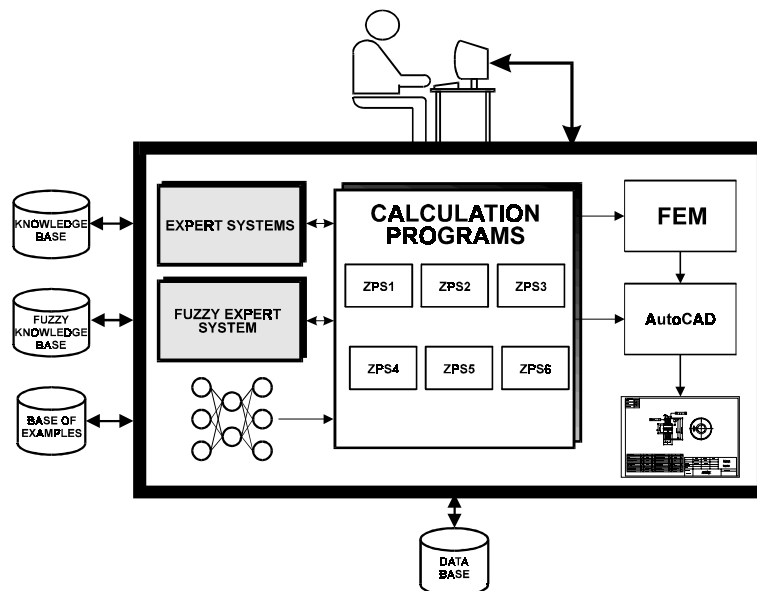 KNOWLEDGE
BASE
FUZZY
KNOWLEDGE
BASE
BASE OF
EXAMPLES
EXPERT SYSTEMS
FUZZY EXPERT
SYSTEM
CALCULATION
PROGRAMS
ZPS1 ZPS2 ZPS3
ZPS4 ZPS5 ZPS6
FEM
AutoCAD
DATA
BASE